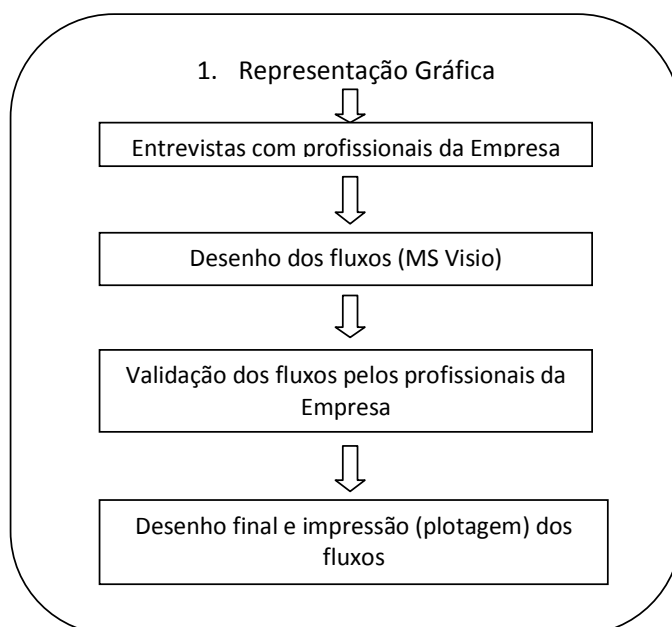 1. Representação Gráfica
Entrevistas com profissionais da Empresa
Desenho dos fluxos (MS Visio)
Validação dos fluxos pelos profissionais da
Empresa
Desenho final e impressão (plotagem) dos
fluxos